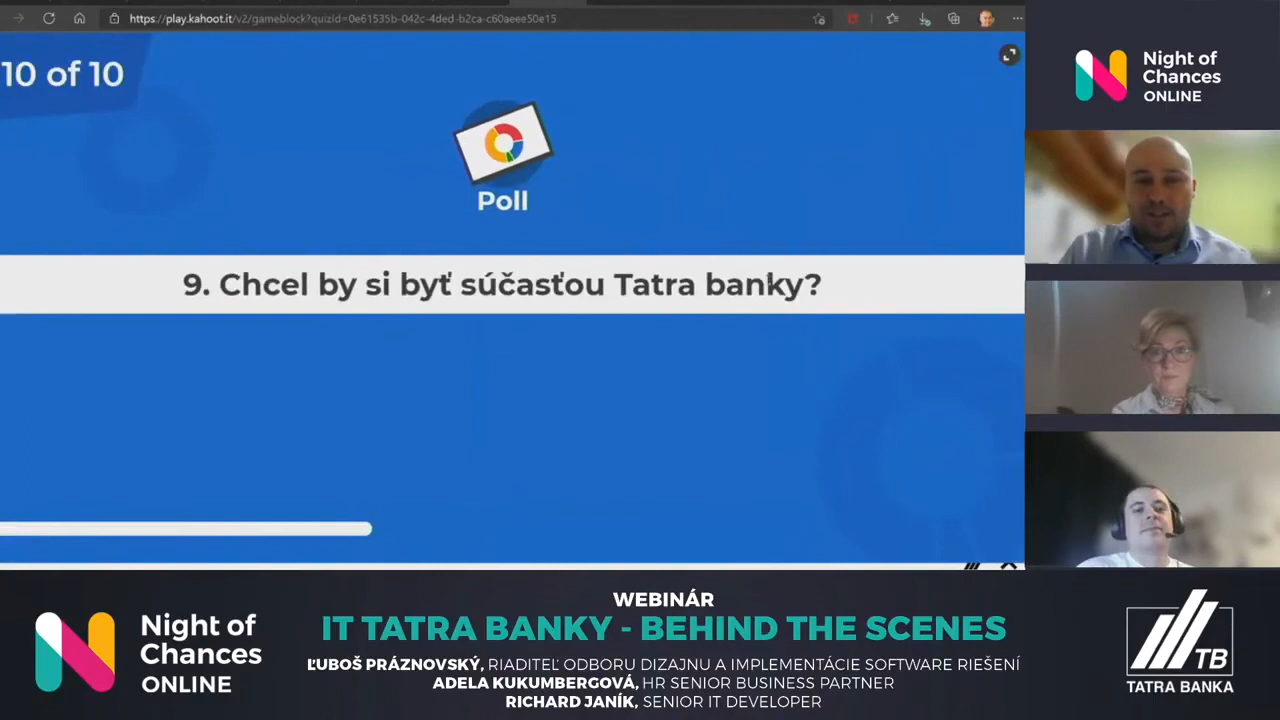 https://play.kahoot.it/v2/gameblock?quizId=0e61535b-042c-4ded-b2ca-c60aeee50e15
10 of 10
Poll
9. Chcel by si byť súčasťou Tatra banky?
Night of
Chances
ONLINE
Night of
Chances
ONLINE
WEBINÁR
IT TATRA BANKY - BEHIND THE SCENES
ĽUBOŠ PRÁZNOVSKÝ, RIADITEĽ ODBORU DIZAJNU A IMPLEMENTÁCIE SOFTWARE RIEŠENÍ
ADELA KUKUMBERGOVÁ, HR SENIOR BUSINESS PARTNER
RICHARD JANÍK, SENIOR IT DEVELOPER
TB
TATRA BANKA